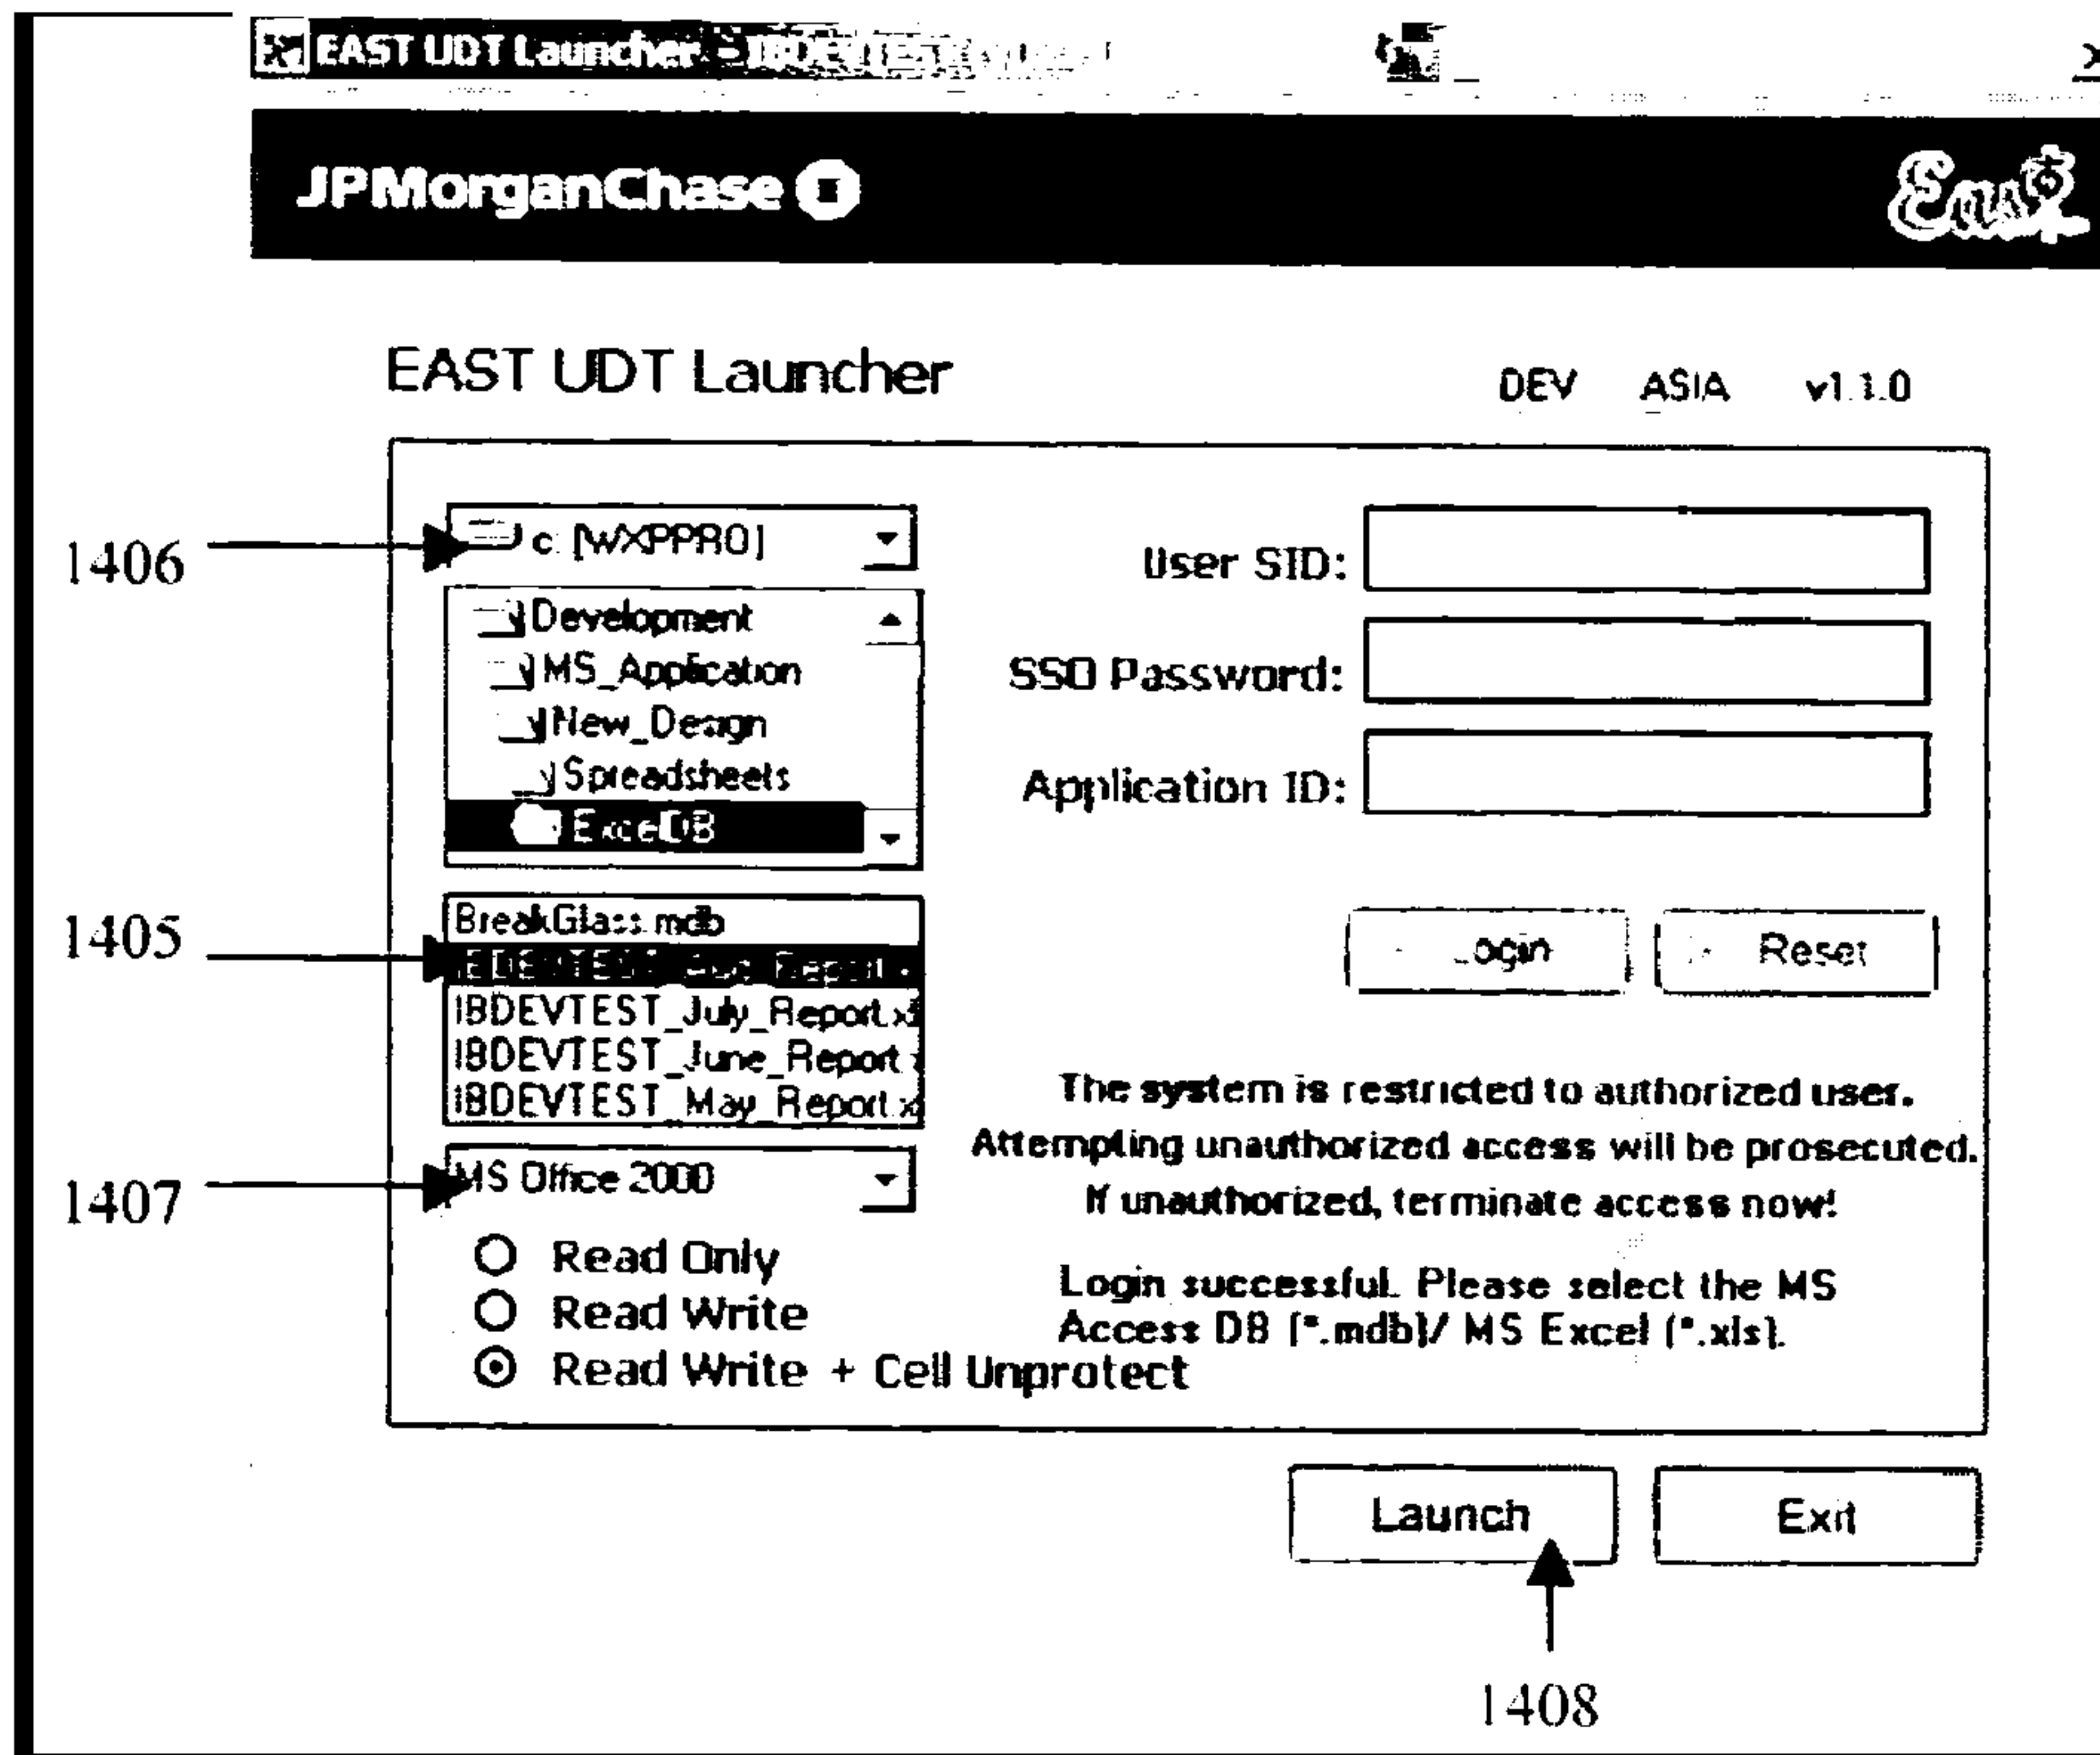 EAST UDT Launcher -
JPMorganChase
East
EAST UDT Launcher
DEV ASIA v1.1.0
1406
c: [WXPPRO]
Development
MS_Application
New_Design
Spreadsheets
ExcelDB
User SID:
SSO Password:
Application ID:
1405
BreakGlass.mdb
IBDEVTEST_July_Report.xl
IBDEVTEST_June_Report.
IBDEVTEST_May_Report.xl
Login Reset
1407
MS Office 2000
Read Only
Read Write
Read Write + Cell Unprotect
The system is restricted to authorized user.
Attempting unauthorized access will be prosecuted.
If unauthorized, terminate access now!
Login successful. Please select the MS
Access DB (*.mdb)/ MS Excel (*.xls).
Launch Exit
1408